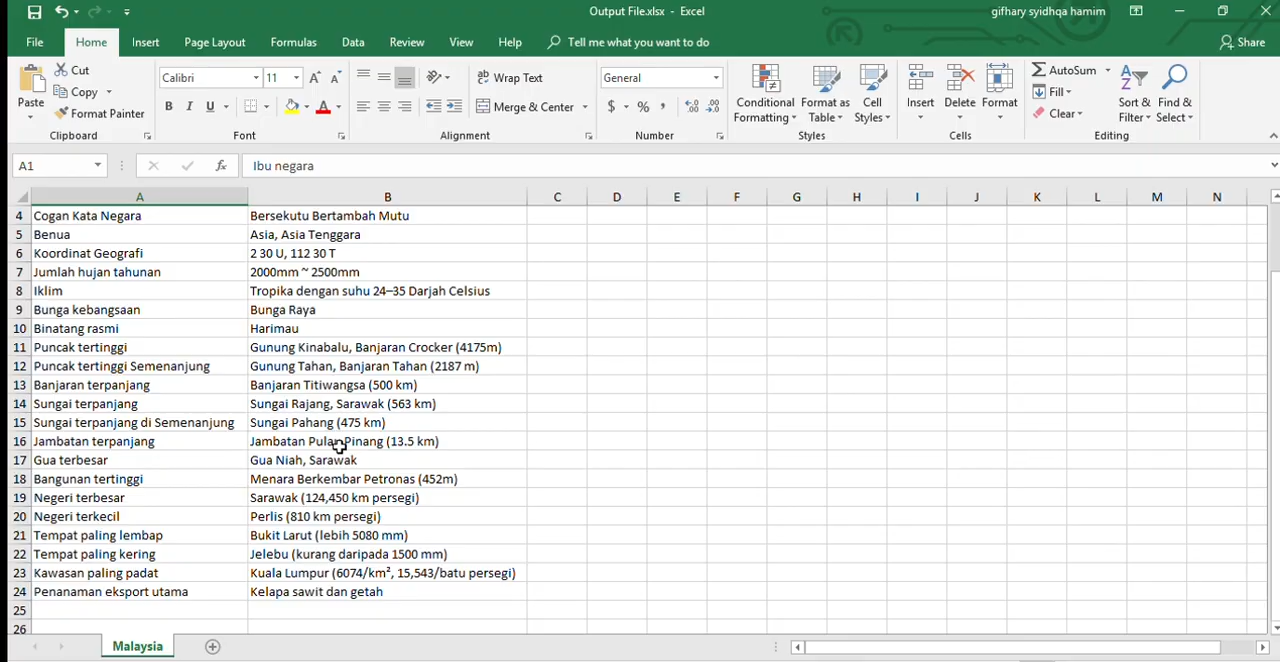 Output File.xlsx - Excel
gifhary syidhqa hamim
File Home Insert Page Layout Formulas Data Review View Help Tell me what you want to do Share
Paste Cut Copy Format Painter
Clipboard
Calibri 11
B I U A
Font
Wrap Text
Merge & Center
Alignment
General
$ % ,
Number
Conditional Formatting Format as Table Cell Styles
Styles
Insert Delete Format
Cells
AutoSum Fill Clear Sort & Filter Find & Select
Editing
A1 fx Ibu negara
A B C D E F G H I J K L M N
4 Cogan Kata Negara Bersekutu Bertambah Mutu
5 Benua Asia, Asia Tenggara
6 Koordinat Geografi 2 30 U, 112 30 T
7 Jumlah hujan tahunan 2000mm ~ 2500mm
8 Iklim Tropika dengan suhu 24–35 Darjah Celsius
9 Bunga kebangsaan Bunga Raya
10 Binatang rasmi Harimau
11 Puncak tertinggi Gunung Kinabalu, Banjaran Crocker (4175m)
12 Puncak tertinggi Semenanjung Gunung Tahan, Banjaran Tahan (2187 m)
13 Banjaran terpanjang Banjaran Titiwangsa (500 km)
14 Sungai terpanjang Sungai Rajang, Sarawak (563 km)
15 Sungai terpanjang di Semenanjung Sungai Pahang (475 km)
16 Jambatan terpanjang Jambatan Pulau Pinang (13.5 km)
17 Gua terbesar Gua Niah, Sarawak
18 Bangunan tertinggi Menara Berkembar Petronas (452m)
19 Negeri terbesar Sarawak (124,450 km persegi)
20 Negeri terkecil Perlis (810 km persegi)
21 Tempat paling lembap Bukit Larut (lebih 5080 mm)
22 Tempat paling kering Jelebu (kurang daripada 1500 mm)
23 Kawasan paling padat Kuala Lumpur (6074/km², 15,543/batu persegi)
24 Penanaman eksport utama Kelapa sawit dan getah
25
26
Malaysia